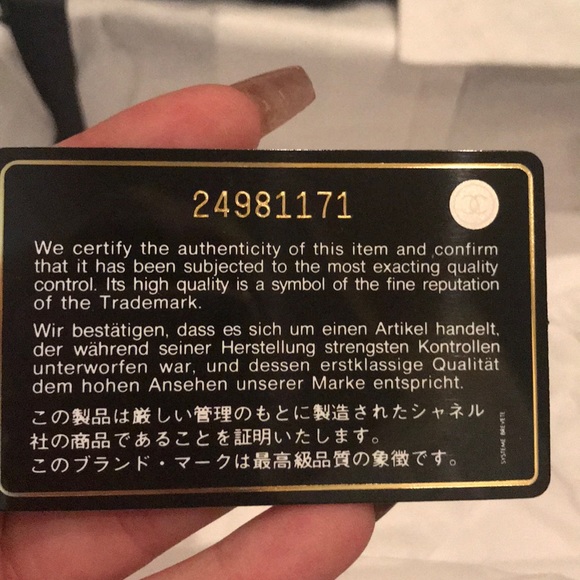 24981171
We certify the authenticity of this item and confirm
that it has been subjected to the most exacting quality
control. Its high quality is a symbol of the fine reputation
of the Trademark.
Wir bestätigen, dass es sich um einen Artikel handelt,
der während seiner Herstellung strengsten Kontrollen
unterworfen war, und dessen erstklassige Qualität
dem hohen Ansehen unserer Marke entspricht.
この製品は厳しい管理のもとに製造されたシャネル
社の商品であることを証明いたします。
このブランド・マークは最高級品質の象徴です。
SYSTEME BREVETE